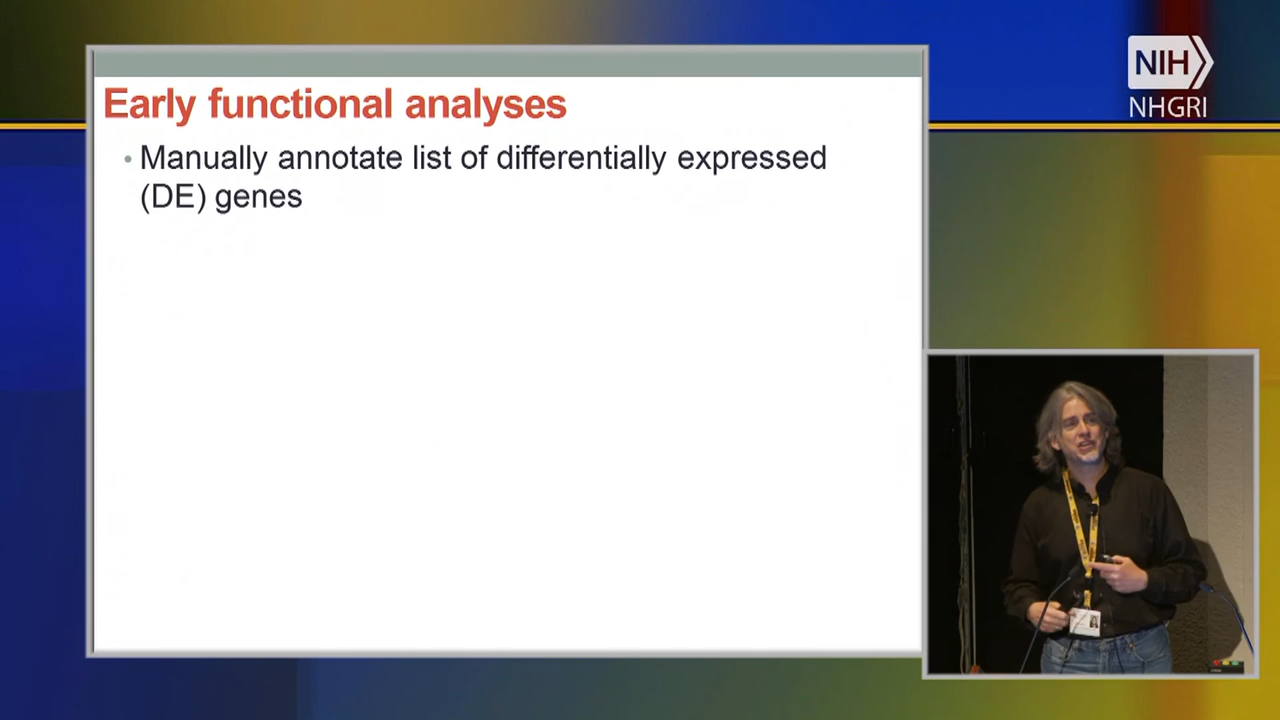 Early functional analyses
• Manually annotate list of differentially expressed
(DE) genes
NIH
NHGRI